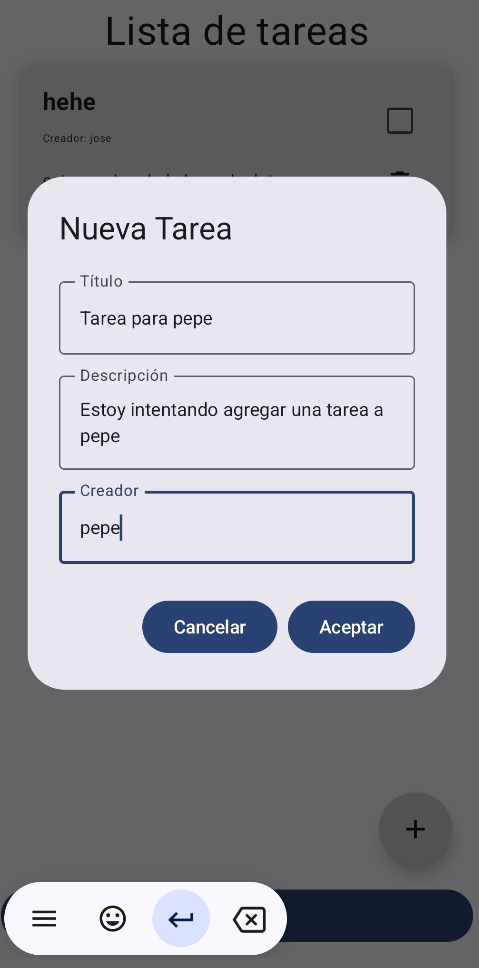 Lista de tareas
hehe
Creador: jose
Nueva Tarea
Título
Tarea para pepe
Descripción
Estoy intentando agregar una tarea a
pepe
Creador
pepe
Cancelar
Aceptar